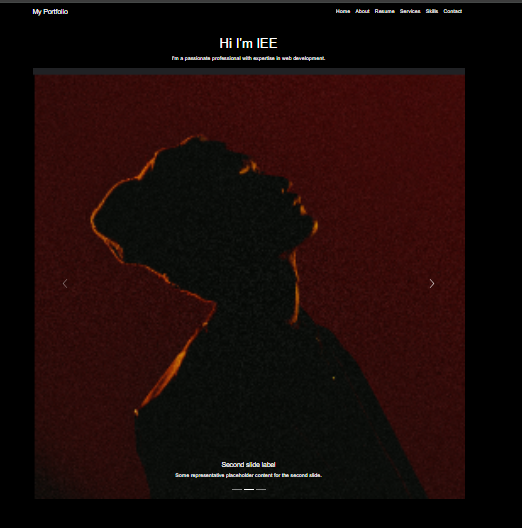 My Portfolio
Home About Resume Services Skills Contact
Hi I'm IEE
I'm a passionate professional with expertise in web development.
Second slide label
Some representative placeholder content for the second slide.